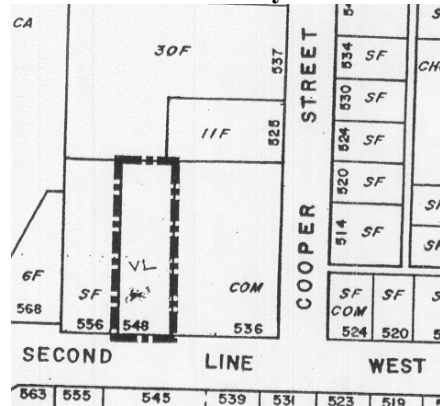 CA
30F
537
STREET
534
SF
530
SF
CHU
11F
525
524
SF
520
SF
COOPER
514
SF
6F
568
SF
556
VL
548
COM
536
SF
COM
524
SF
520
SECOND
LINE
WEST
563
555
545
539
531
523
519